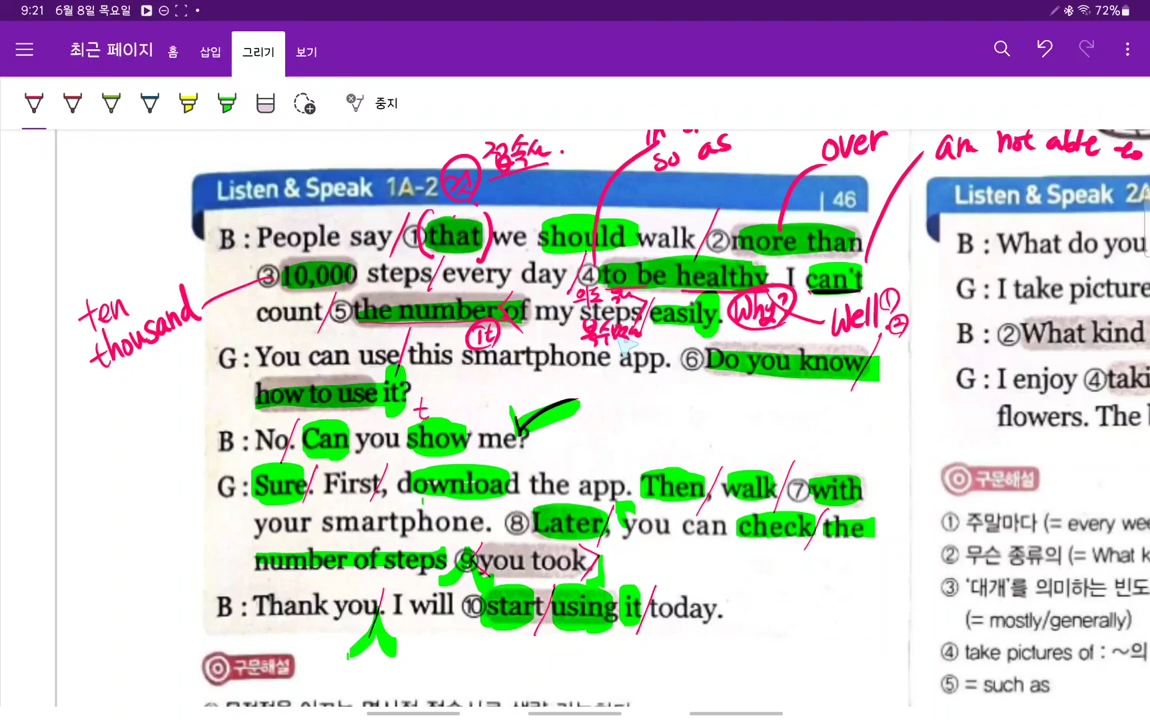 9:21 6월 8일 목요일 72%
최근 페이지 홈 삽입 그리기 보기
중지
so as
over
am not able to
접속사.
Listen & Speak 1A-2 46
B : People say ①(that) we should walk ②more than
③10,000 steps every day ④to be healthy. I can't
count ⑤the number of my steps easily. Why?
ten thousand
it
Well ①
②
G : You can use this smartphone app. ⑥Do you know
how to use it?
t
B : No. Can you show me?
G : Sure. First, download the app. Then, walk ⑦with
your smartphone. ⑧Later, you can check the
number of steps ⑨you took.
B : Thank you. I will ⑩start using it today.
구문해설
Listen & Speak 2A
B : What do you
G : I take picture
B : ②What kind
G : I enjoy ④taki
flowers. The
구문해설
① 주말마다 (= every wee
② 무슨 종류의 (= What k
③ '대개'를 의미하는 빈도
(= mostly/generally)
④ take pictures of : ~의
⑤ = such as